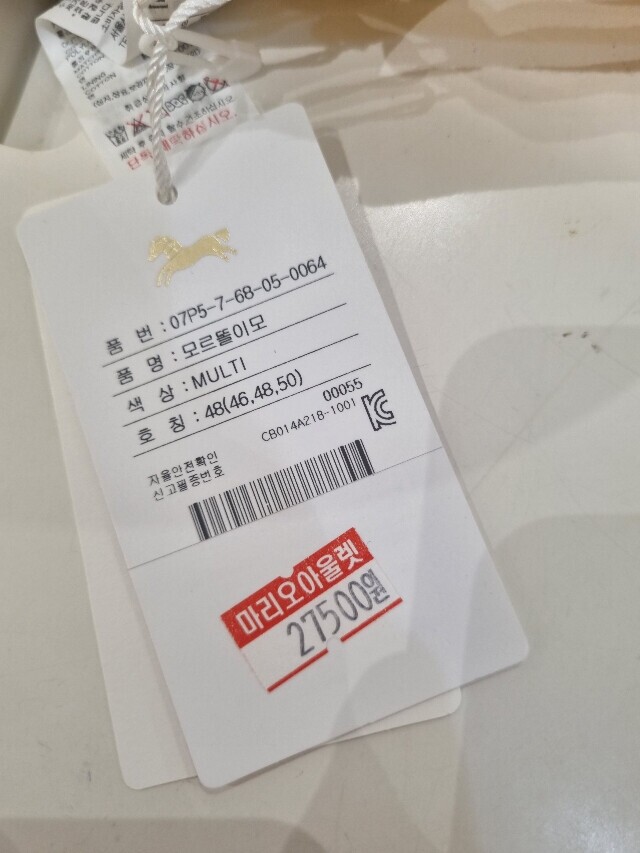 품 번 : 07P5-7-68-05-0064
품 명 : 모르뜰이모
색 상 : MULTI
호 칭 : 48(46,48,50)
00055
자율안전확인
신고필증번호
CB014A218-1001
마리오아울렛
27500원